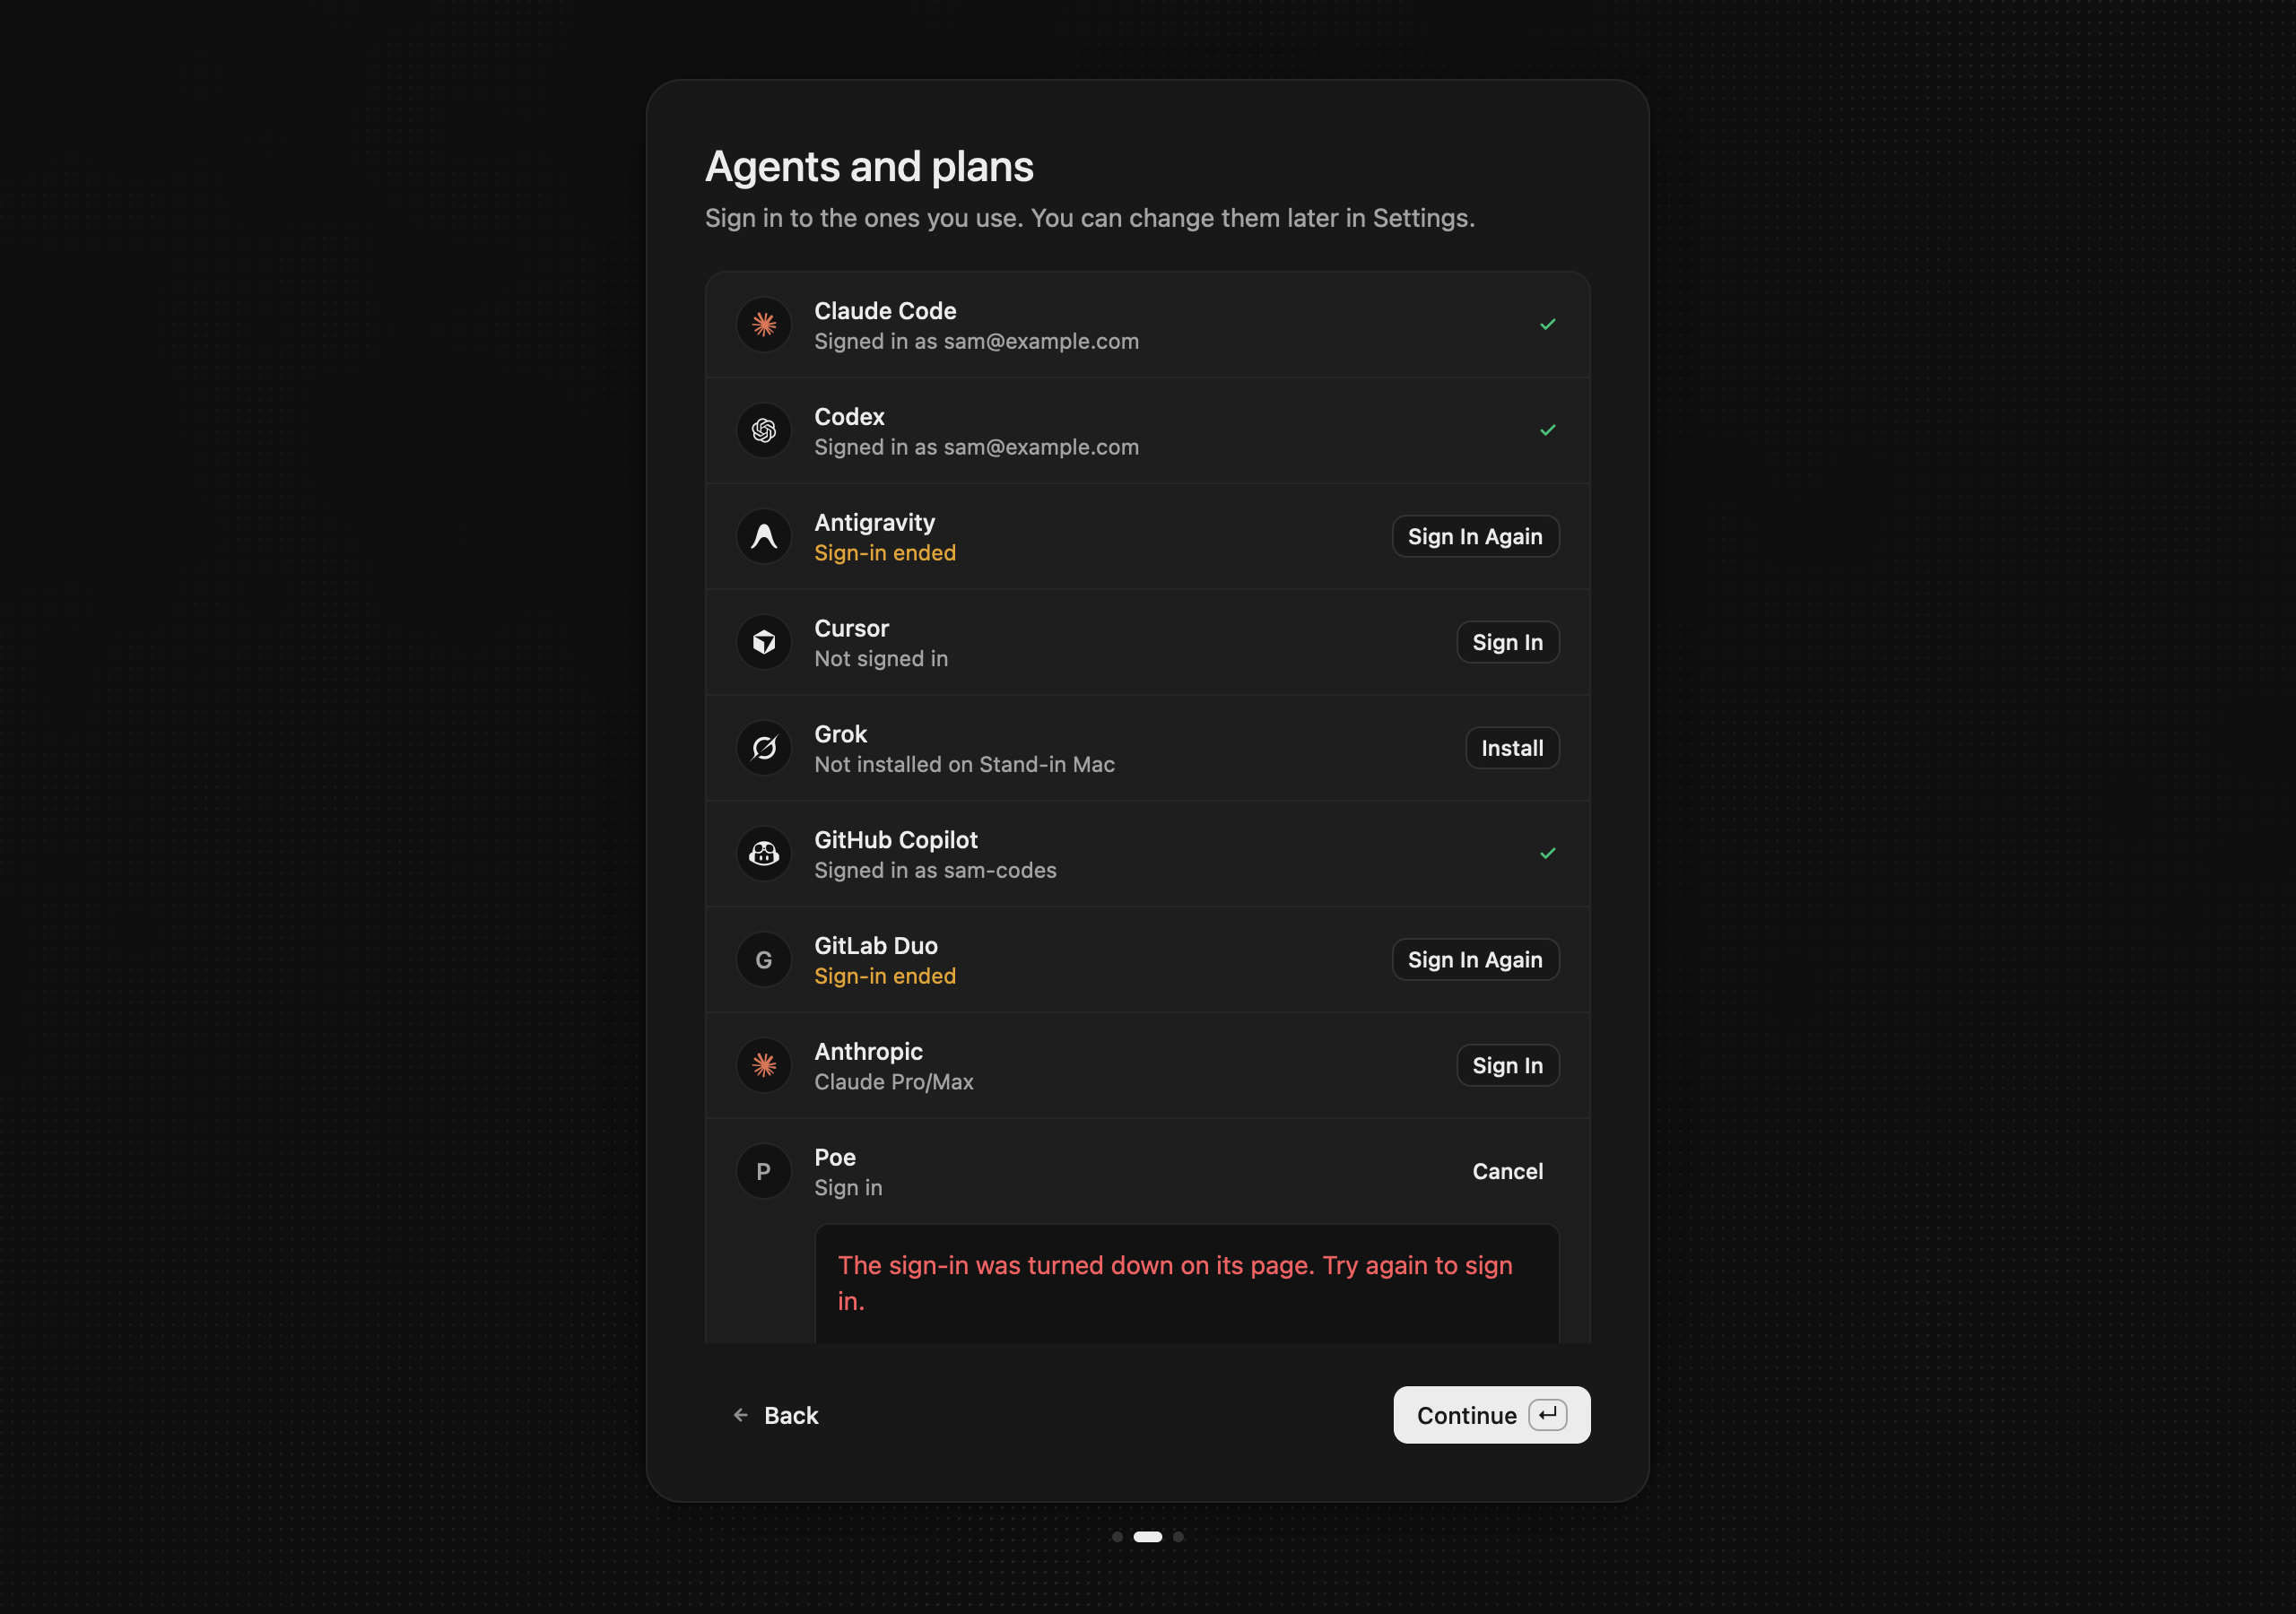 Agents and plans
Sign in to the ones you use. You can change them later in Settings.
Claude Code
Signed in as sam@example.com
Codex
Signed in as sam@example.com
Antigravity
Sign-in ended
Sign In Again
Cursor
Not signed in
Sign In
Grok
Not installed on Stand-in Mac
Install
GitHub Copilot
Signed in as sam-codes
G
GitLab Duo
Sign-in ended
Sign In Again
Anthropic
Claude Pro/Max
Sign In
P
Poe
Sign in
Cancel
The sign-in was turned down on its page. Try again to sign
in.
Back
Continue